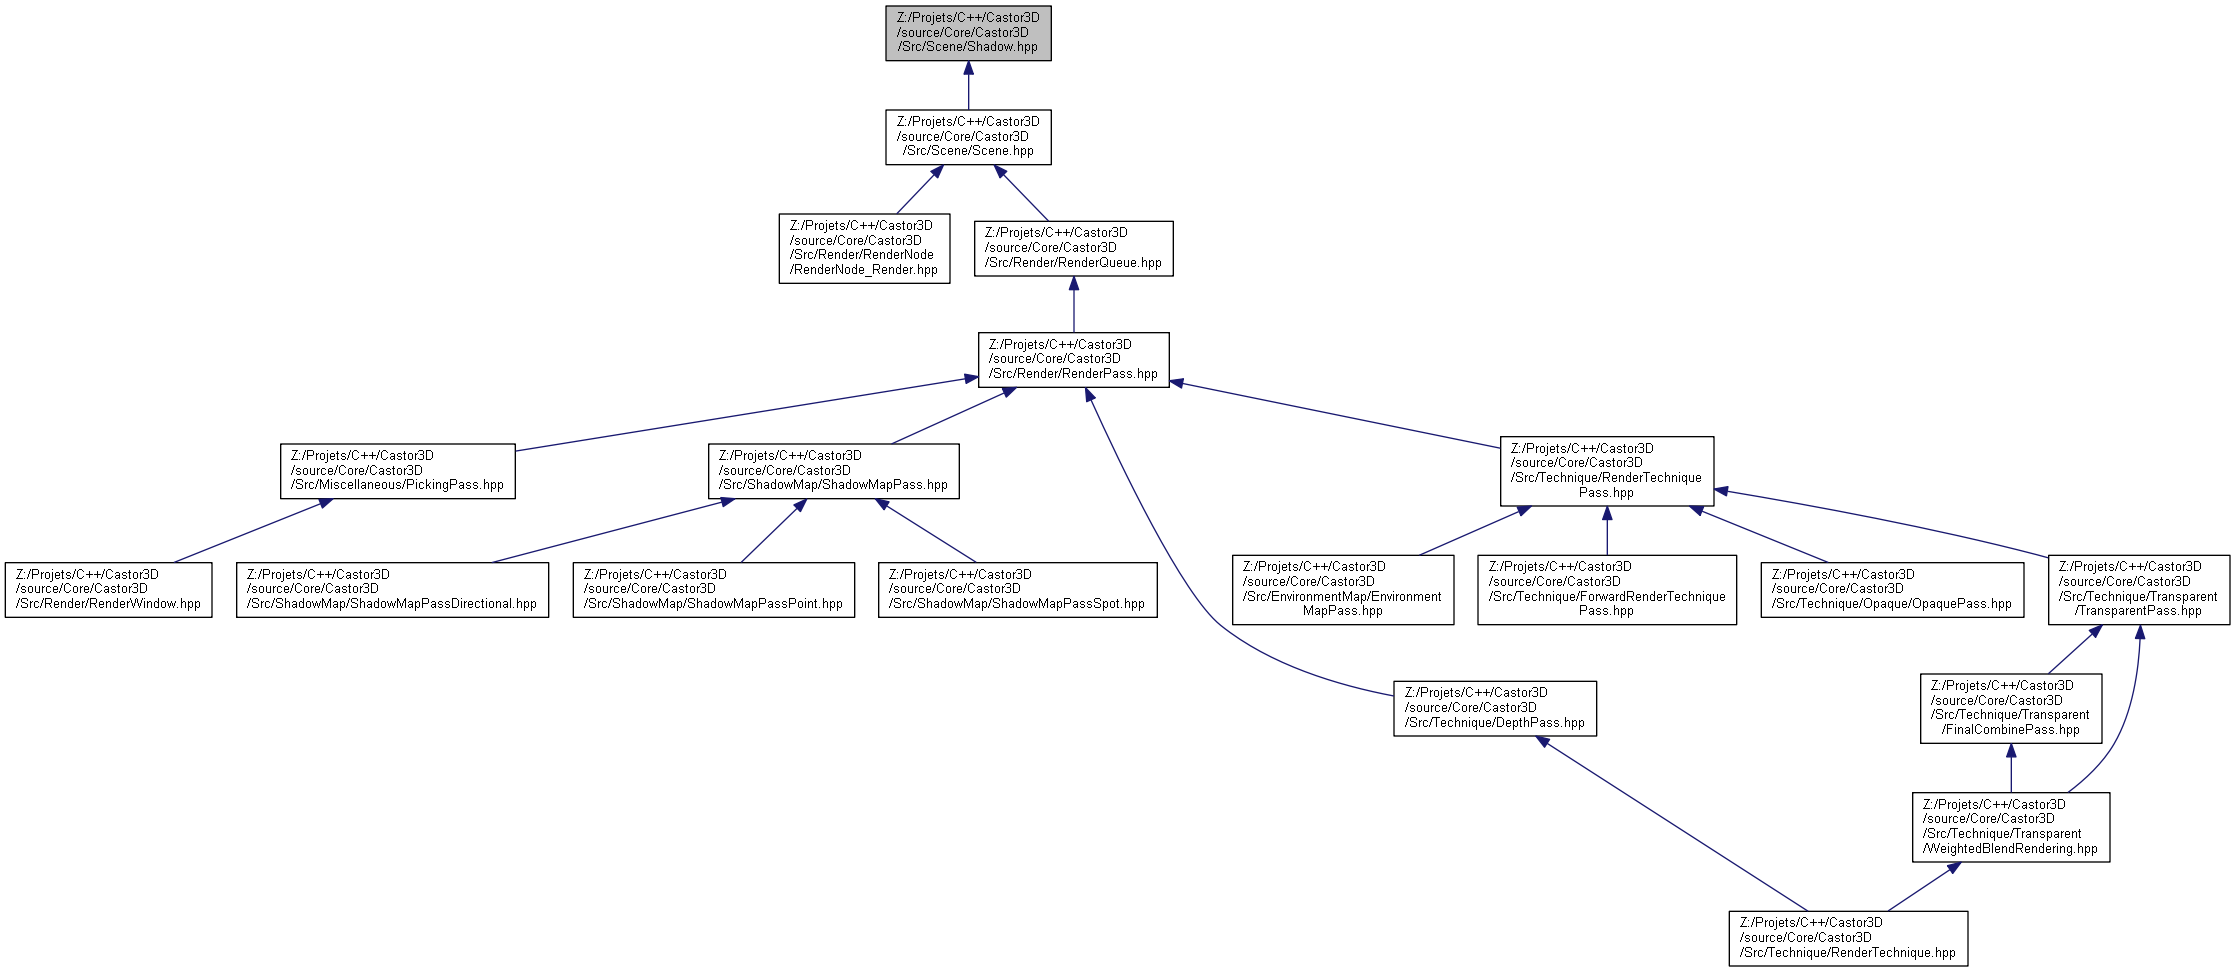 Z:/Projets/C++/Castor3D
/source/Core/Castor3D
/Src/Scene/Shadow.hpp
Z:/Projets/C++/Castor3D
/source/Core/Castor3D
/Src/Scene/Scene.hpp
Z:/Projets/C++/Castor3D
/source/Core/Castor3D
/Src/Render/RenderNode
/RenderNode_Render.hpp
Z:/Projets/C++/Castor3D
/source/Core/Castor3D
/Src/Render/RenderQueue.hpp
Z:/Projets/C++/Castor3D
/source/Core/Castor3D
/Src/Render/RenderPass.hpp
Z:/Projets/C++/Castor3D
/source/Core/Castor3D
/Src/Miscellaneous/PickingPass.hpp
Z:/Projets/C++/Castor3D
/source/Core/Castor3D
/Src/ShadowMap/ShadowMapPass.hpp
Z:/Projets/C++/Castor3D
/source/Core/Castor3D
/Src/Technique/RenderTechnique
Pass.hpp
Z:/Projets/C++/Castor3D
/source/Core/Castor3D
/Src/Render/RenderWindow.hpp
Z:/Projets/C++/Castor3D
/source/Core/Castor3D
/Src/ShadowMap/ShadowMapPassDirectional.hpp
Z:/Projets/C++/Castor3D
/source/Core/Castor3D
/Src/ShadowMap/ShadowMapPassPoint.hpp
Z:/Projets/C++/Castor3D
/source/Core/Castor3D
/Src/ShadowMap/ShadowMapPassSpot.hpp
Z:/Projets/C++/Castor3D
/source/Core/Castor3D
/Src/EnvironmentMap/Environment
MapPass.hpp
Z:/Projets/C++/Castor3D
/source/Core/Castor3D
/Src/Technique/ForwardRenderTechnique
Pass.hpp
Z:/Projets/C++/Castor3D
/source/Core/Castor3D
/Src/Technique/Opaque/OpaquePass.hpp
Z:/Projets/C++/Castor3D
/source/Core/Castor3D
/Src/Technique/Transparent
/TransparentPass.hpp
Z:/Projets/C++/Castor3D
/source/Core/Castor3D
/Src/Technique/DepthPass.hpp
Z:/Projets/C++/Castor3D
/source/Core/Castor3D
/Src/Technique/Transparent
/FinalCombinePass.hpp
Z:/Projets/C++/Castor3D
/source/Core/Castor3D
/Src/Technique/Transparent
/WeightedBlendRendering.hpp
Z:/Projets/C++/Castor3D
/source/Core/Castor3D
/Src/Technique/RenderTechnique.hpp